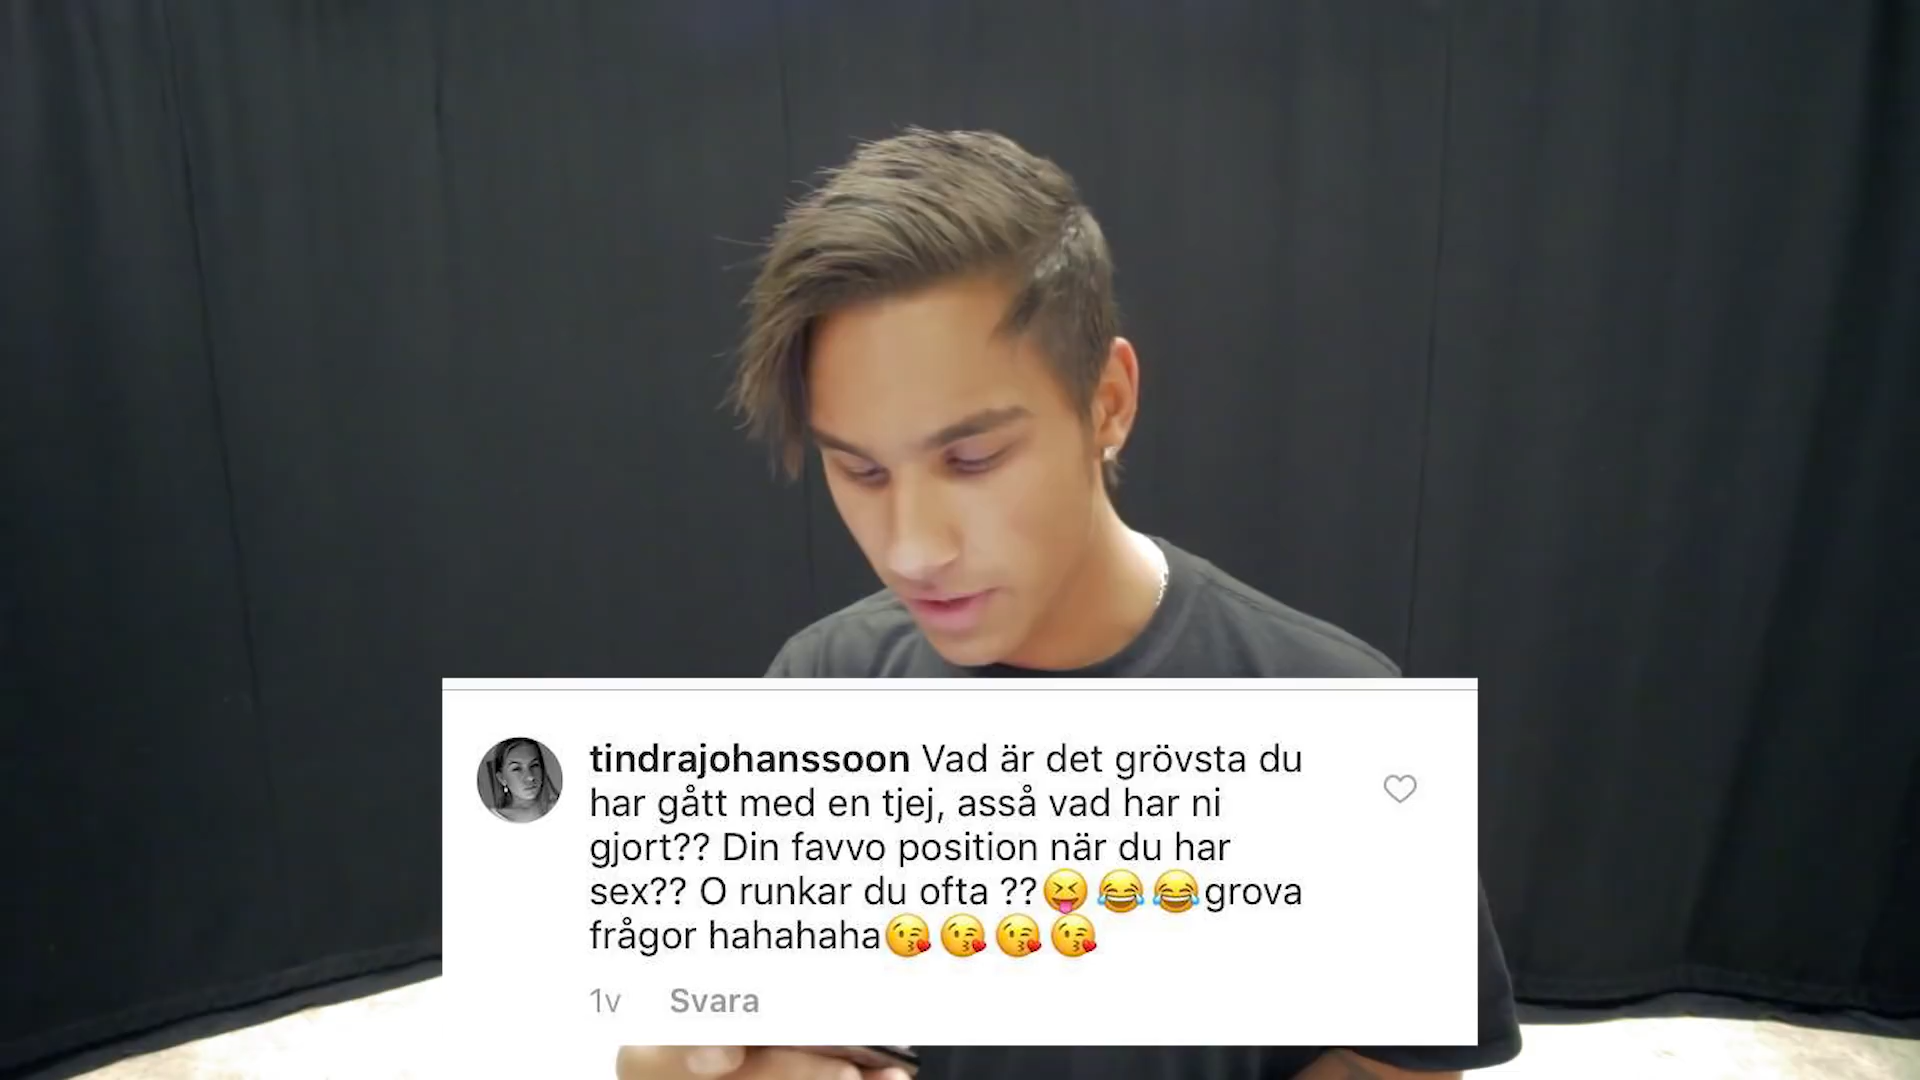 tindrajohanssoon Vad är det grövsta du
har gått med en tjej, asså vad har ni
gjort?? Din favvo position när du har
sex?? O runkar du ofta ??😝😂😂grova
frågor hahahaha😘😘😘😘
1v Svara